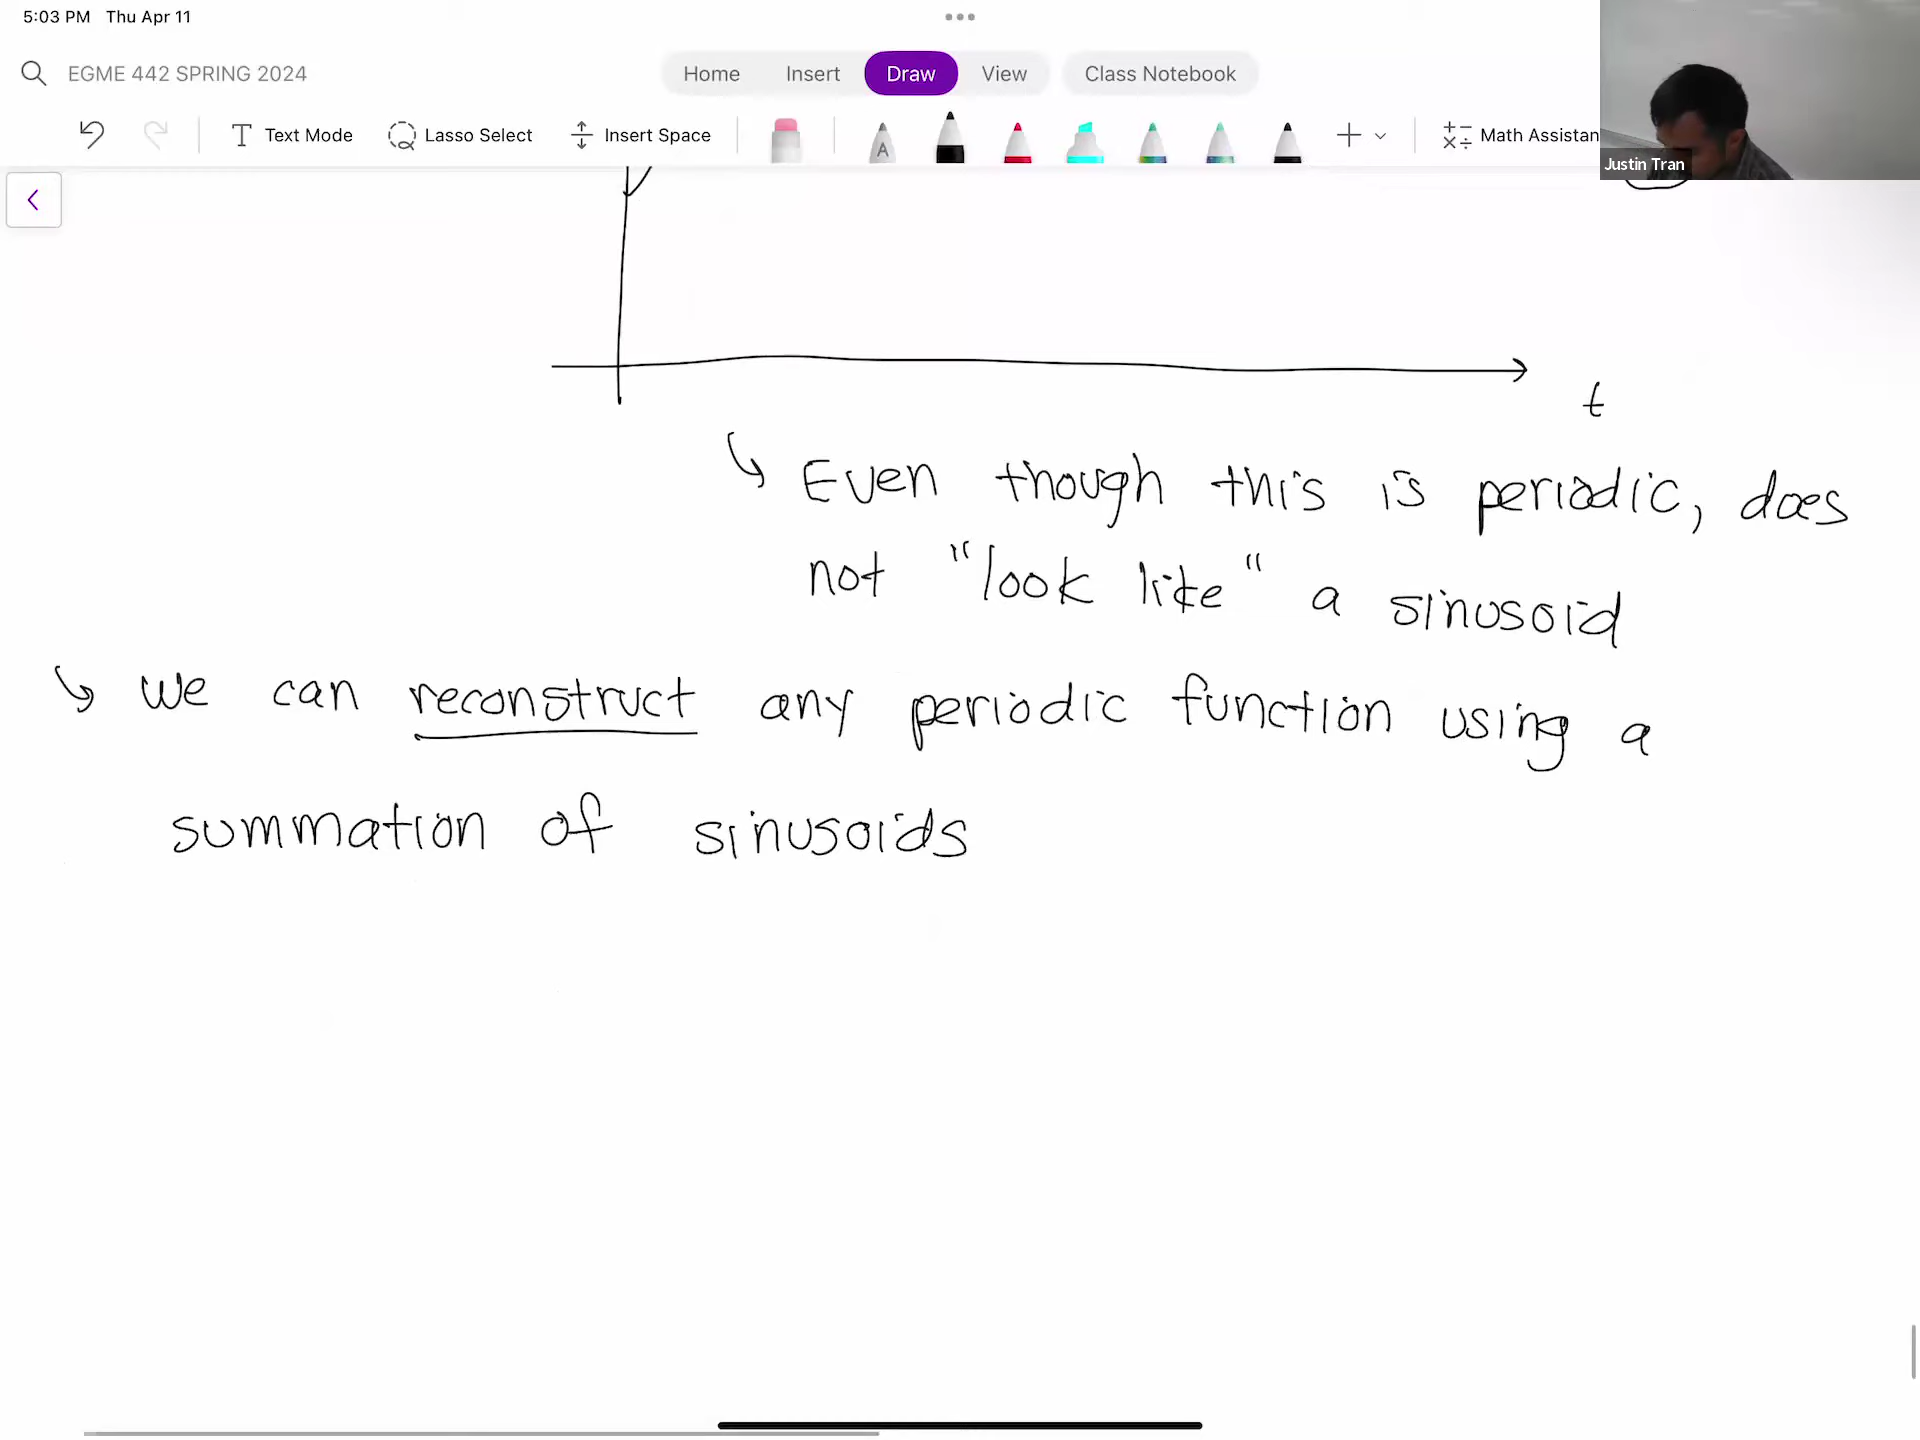 5:03 PM Thu Apr 11
EGME 442 SPRING 2024
Home Insert Draw View Class Notebook
Text Mode Lasso Select Insert Space A Math Assistan
Justin Tran
t
↳ Even though this is periodic, does
not "look like" a sinusoid
↳ we can reconstruct any periodic function using a
summation of sinusoids